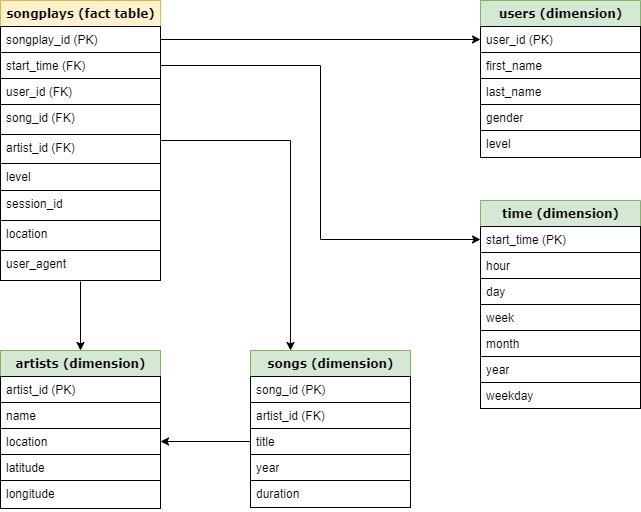 songplays (fact table)
songplay_id (PK)
start_time (FK)
user_id (FK)
song_id (FK)
artist_id (FK)
level
session_id
location
user_agent
users (dimension)
user_id (PK)
first_name
last_name
gender
level
time (dimension)
start_time (PK)
hour
day
week
month
year
weekday
artists (dimension)
artist_id (PK)
name
location
latitude
longitude
songs (dimension)
song_id (PK)
artist_id (FK)
title
year
duration